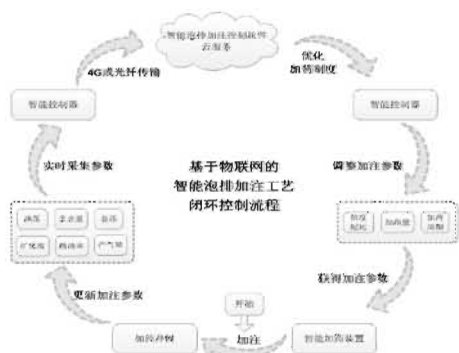 智能泡排加注控制软件
云服务
4G或光纤传输
优化
加药制度
智能控制器
智能控制器
实时采集参数
基于物联网的
智能泡排加注工艺
闭环控制流程
调整加注参数
油压
套压
产气量
加药量
获得加注参数
更新加注参数
开始
加注
智能加药装置